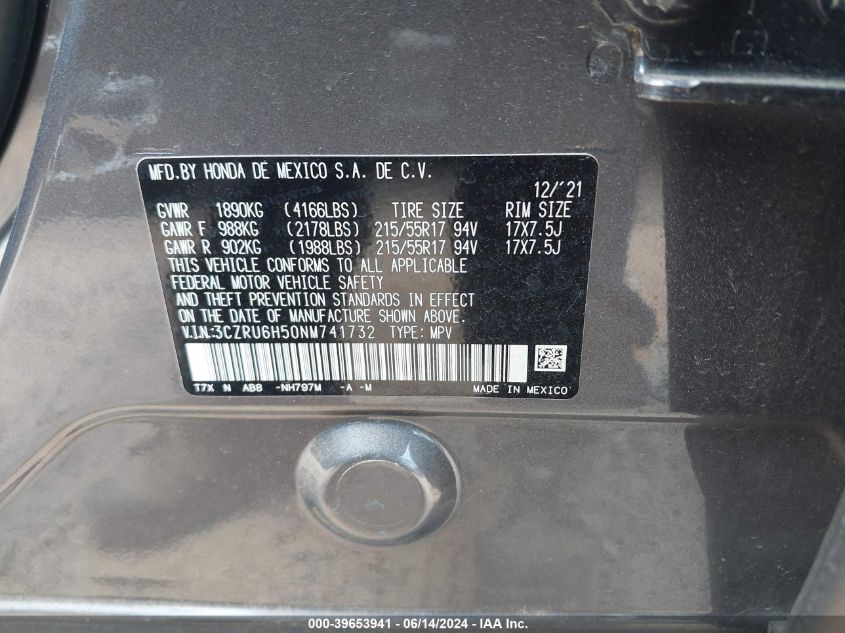 MFD.BY HONDA DE MEXICO S.A. DE C.V.
12/'21
GVWR 1890KG (4166LBS) TIRE SIZE RIM SIZE
GAWR F 988KG (2178LBS) 215/55R17 94V 17X7.5J
GAWR R 902KG (1988LBS) 215/55R17 94V 17X7.5J
THIS VEHICLE CONFORMS TO ALL APPLICABLE
FEDERAL MOTOR VEHICLE SAFETY
AND THEFT PREVENTION STANDARDS IN EFFECT
ON THE DATE OF MANUFACTURE SHOWN ABOVE.
V.I.N.:3CZRU6H50NM741732 TYPE: MPV
T7X N AB8 -NH797M -A -M MADE IN MEXICO
000-39653941 - 06/14/2024 - IAA Inc.